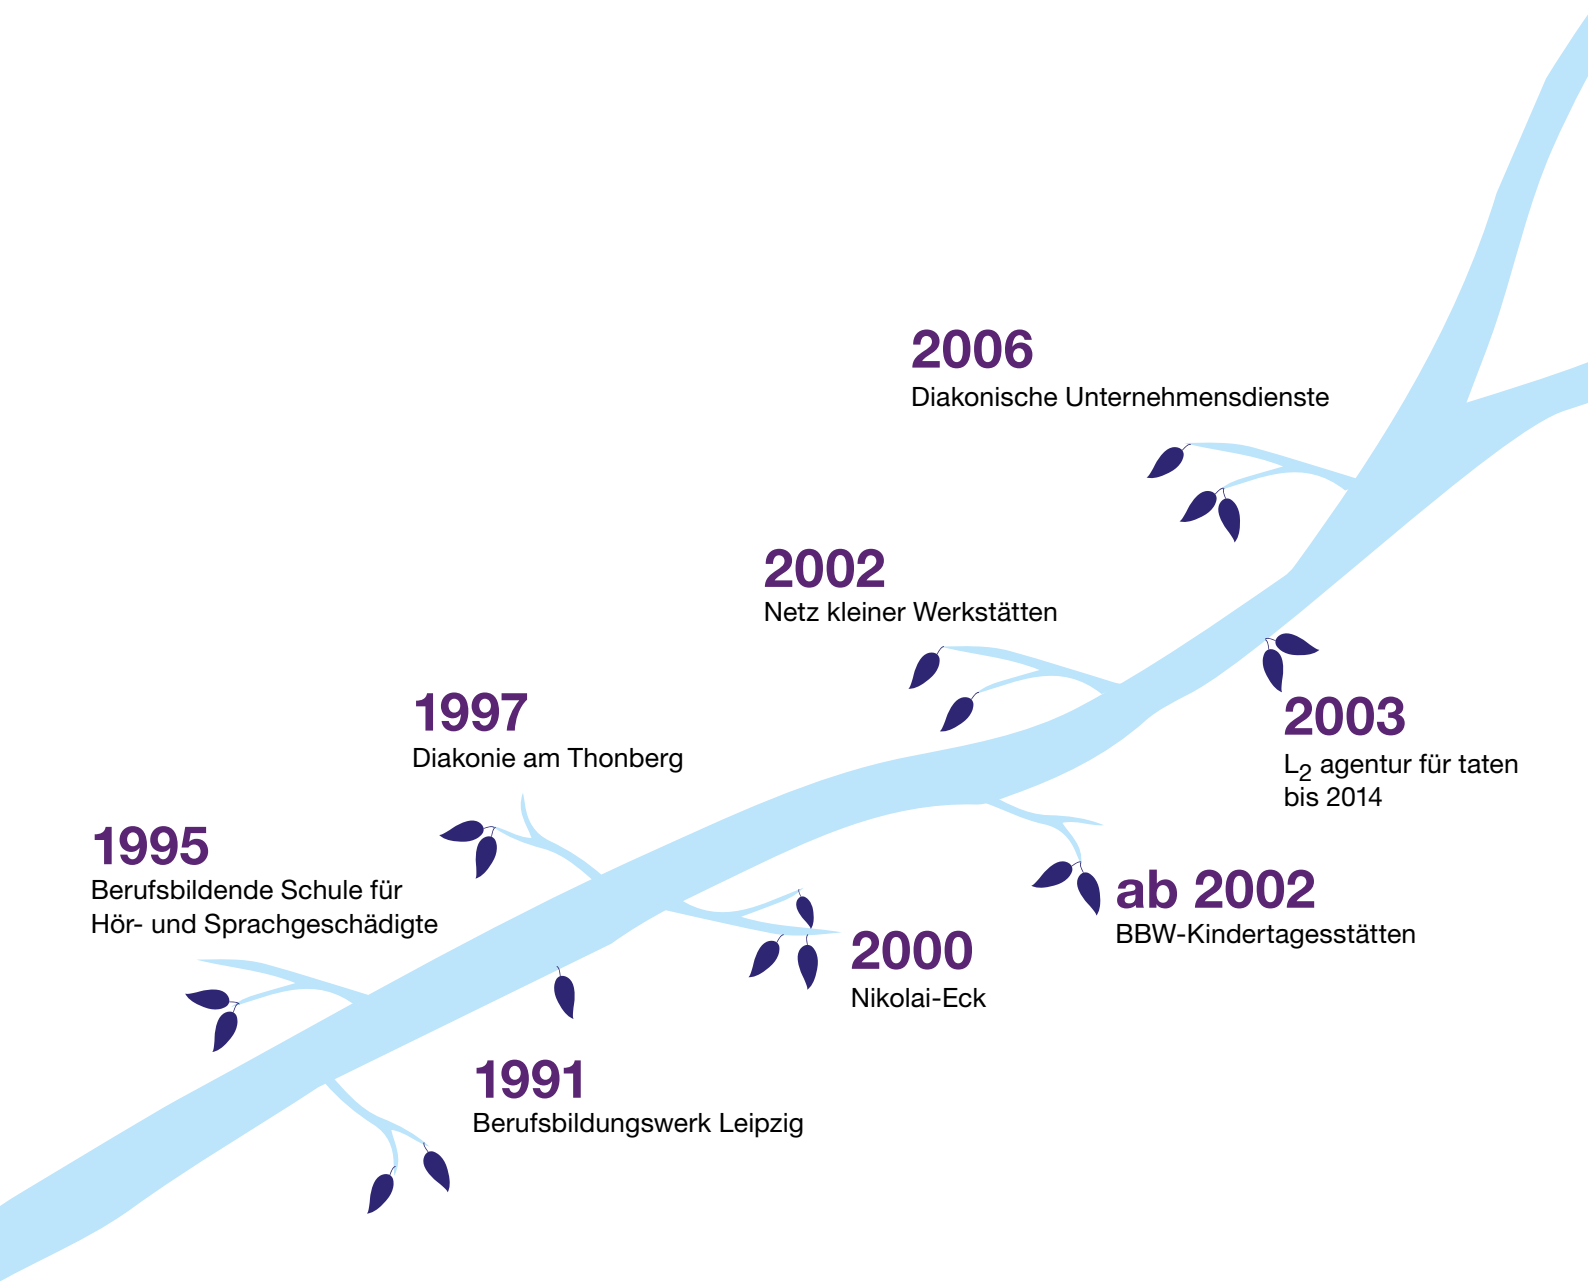 2006
Diakonische Unternehmensdienste
2002
Netz kleiner Werkstätten
1997
Diakonie am Thonberg
2003
L2 agentur für taten
bis 2014
1995
Berufsbildende Schule für
Hör- und Sprachgeschädigte
ab 2002
BBW-Kindertagesstätten
2000
Nikolai-Eck
1991
Berufsbildungswerk Leipzig